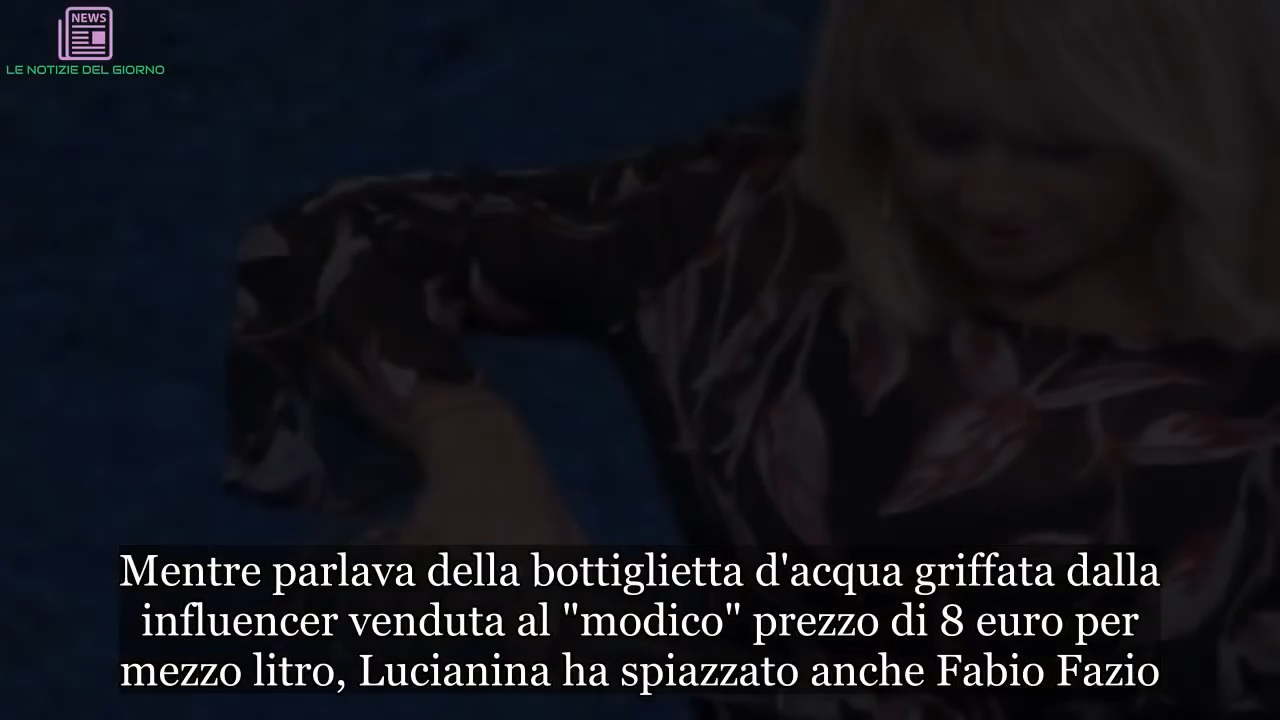 NEWS
LE NOTIZIE DEL GIORNO
Mentre parlava della bottiglietta d'acqua griffata dalla
influencer venduta al "modico" prezzo di 8 euro per
mezzo litro, Lucianina ha spiazzato anche Fabio Fazio